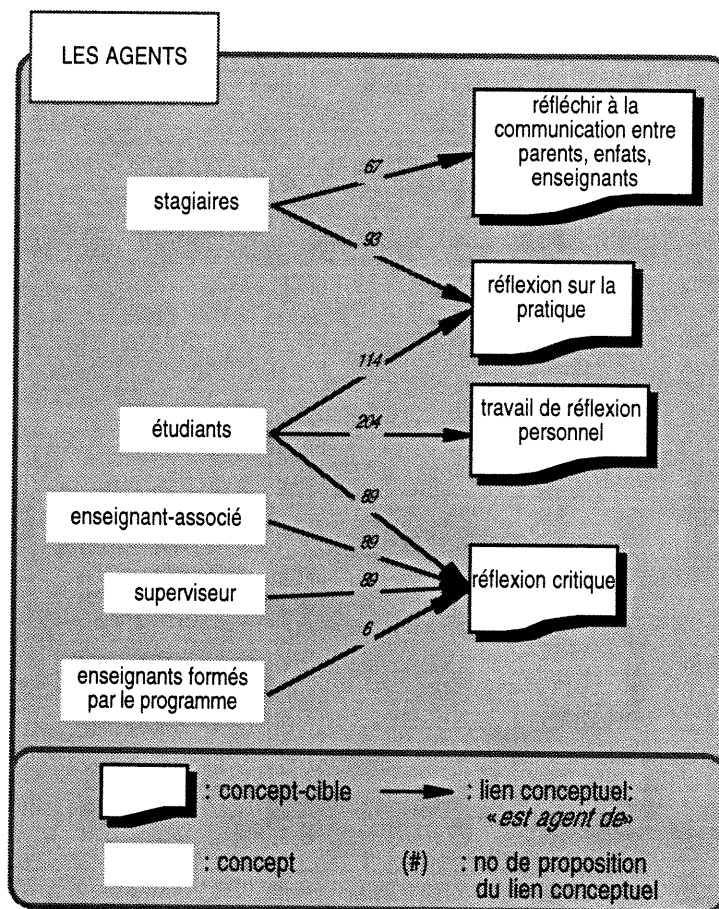 LES AGENTS
réfléchir à la
communication entre
parents, enfats,
enseignants
67
stagiaires
93
réflexion sur la
pratique
114
travail de réflexion
personnel
204
étudiants
89
enseignant-associé
89
réflexion critique
superviseur
89
6
enseignants formés
par le programme
: concept-cible
: lien conceptuel:
«est agent de»
: concept
(#) : no de proposition
du lien conceptuel